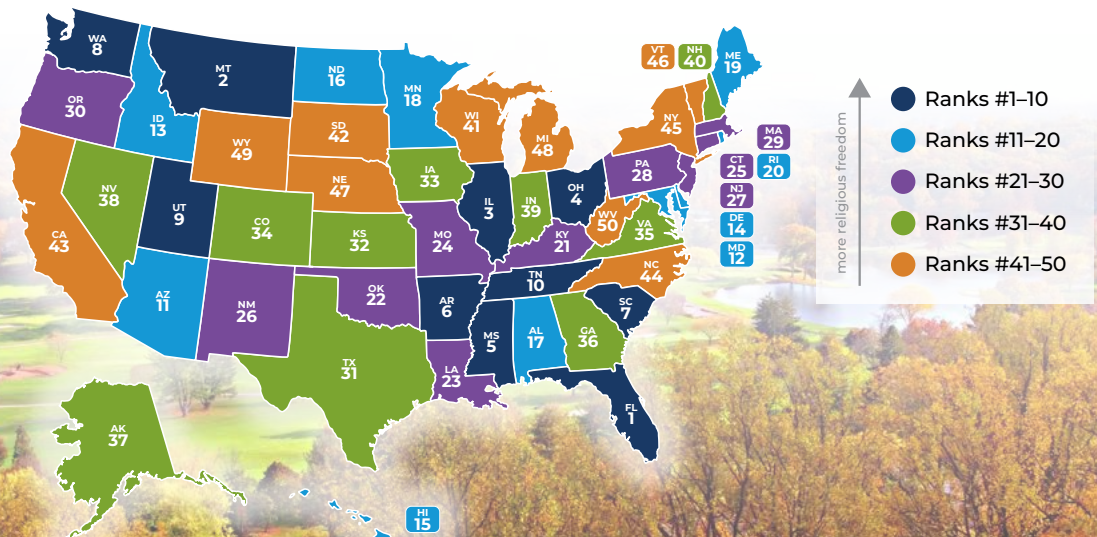 WA
8
MT
2
ND
16
MN
18
VT
46
NH
40
ME
19
OR
30
ID
13
WY
49
SD
42
WI
41
MI
48
NY
45
MA
29
CT
25
RI
20
NJ
27
DE
14
MD
12
NV
38
UT
9
CO
34
NE
47
IA
33
IL
3
IN
39
OH
4
PA
28
WV
50
VA
35
KY
21
CA
43
KS
32
MO
24
NC
44
TN
10
AZ
11
NM
26
OK
22
AR
6
SC
7
MS
5
AL
17
GA
36
TX
31
LA
23
FL
1
AK
37
HI
15
more religious freedom
Ranks #1–10
Ranks #11–20
Ranks #21–30
Ranks #31–40
Ranks #41–50